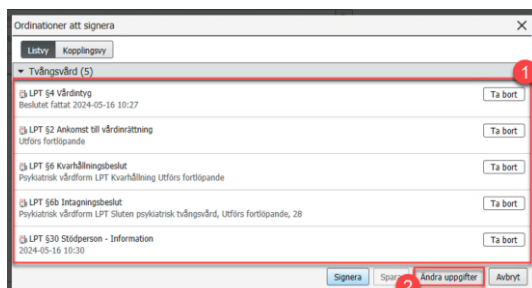 Ordinationer att signera
Listvy Kopplingsvy
Tvångsvård (5)
1
LPT §4 Vårdintyg
Ta bort
Beslutet fattat 2024-05-16 10:27
LPT §2 Ankomst till vårdinrättning
Ta bort
Utförs fortlöpande
LPT §6 Kvarhållningsbeslut
Ta bort
Psykiatrisk vårdform LPT Kvarhållning Utförs fortlöpande
LPT §6b Intagningsbeslut
Ta bort
Psykiatrisk vårdform LPT Sluten psykiatrisk tvångsvård, Utförs fortlöpande, 28
LPT §30 Stödperson - Information
Ta bort
2024-05-16 10:30
Signera Spara Ändra uppgifter Avbryt
2